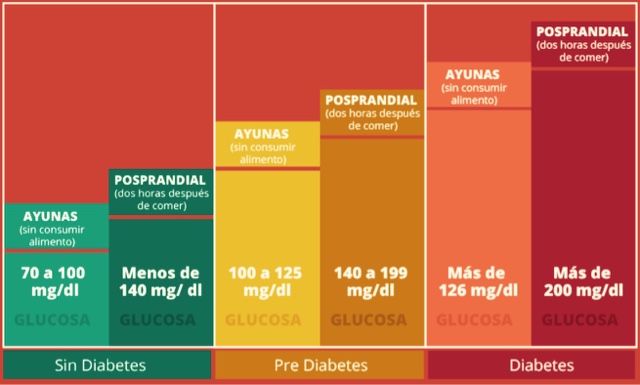 AYUNAS
(sin consumir
alimento)
70 a 100
mg/dl
GLUCOSA
POSPRANDIAL
(dos horas después
de comer)
Menos de
140 mg/ dl
GLUCOSA
Sin Diabetes
AYUNAS
(sin consumir
alimento)
100 a 125
mg/dl
GLUCOSA
POSPRANDIAL
(dos horas después
de comer)
140 a 199
mg/dl
GLUCOSA
Pre Diabetes
AYUNAS
(sin consumir
alimento)
Más de
126 mg/dl
GLUCOSA
POSPRANDIAL
(dos horas después
de comer)
Más de
200 mg/dl
GLUCOSA
Diabetes